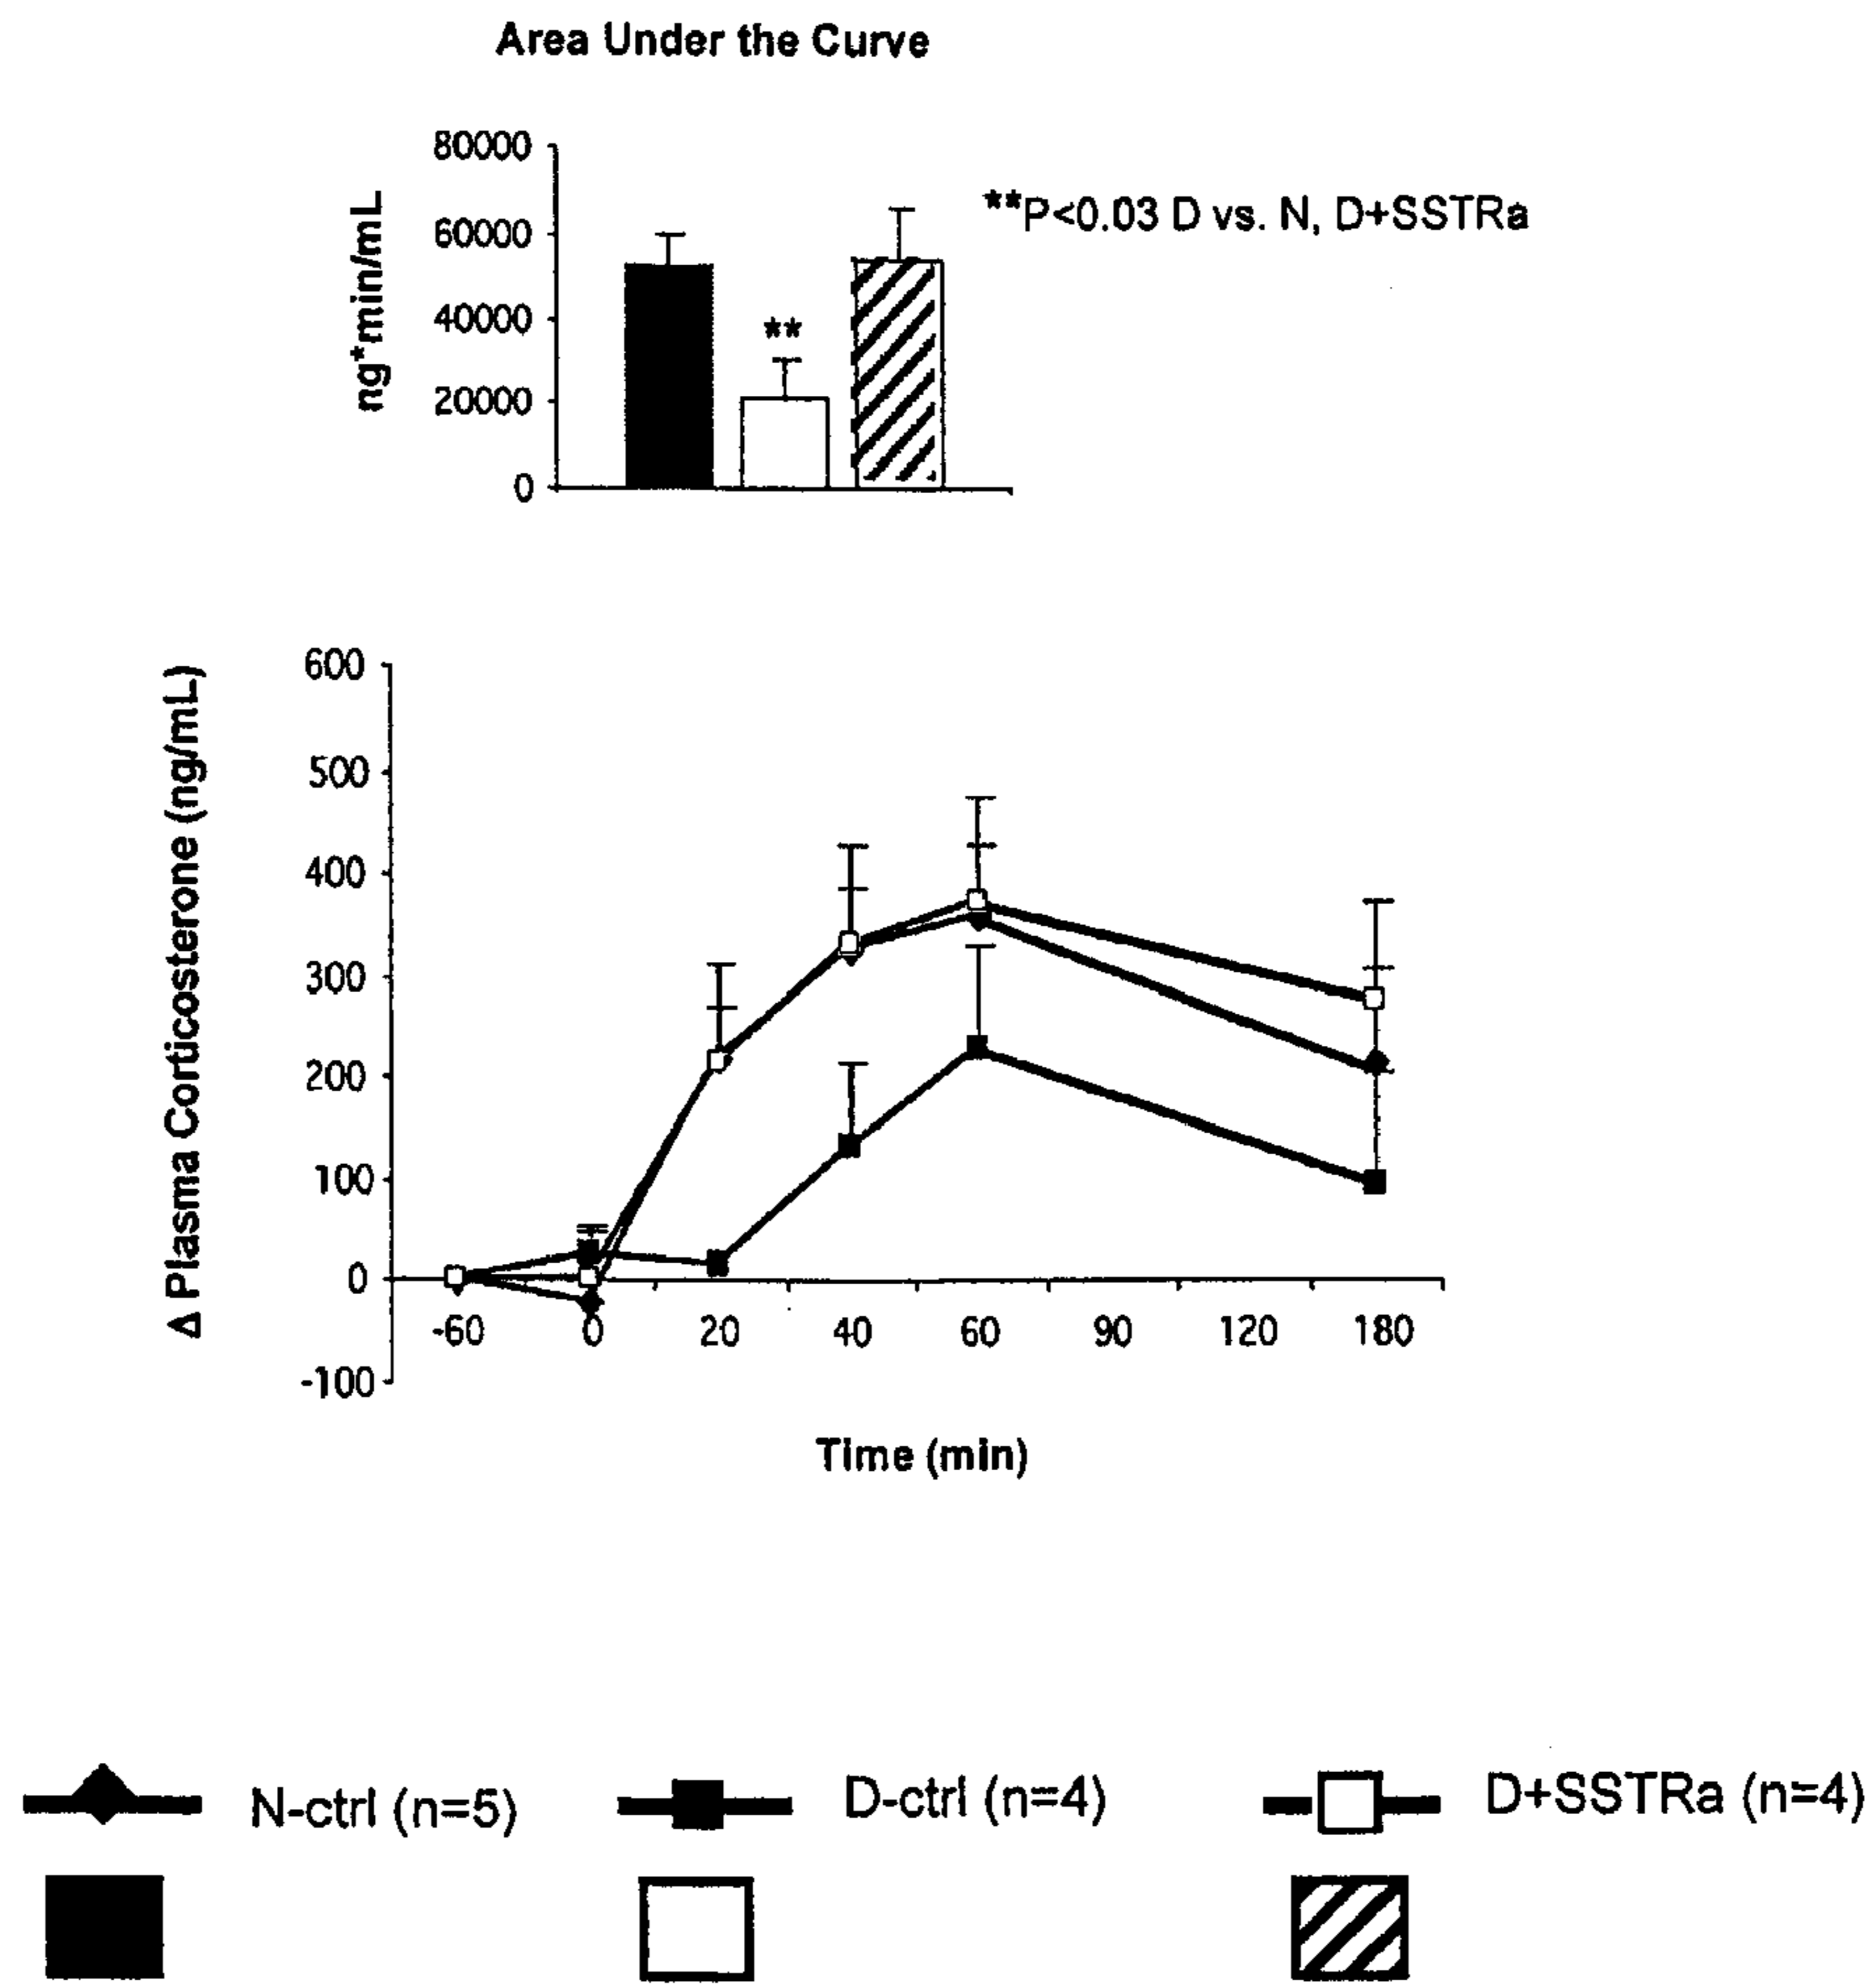 Area Under the Curve
80000
60000
40000
20000
0
ng*min/mL
**P<0.03 D vs. N, D+SSTRa
**
600
500
400
300
200
100
0
-100
Δ Plasma Corticosterone (ng/mL)
-60 0 20 40 60 90 120 180
Time (min)
N-ctrl (n=5) D-ctrl (n=4) D+SSTRa (n=4)